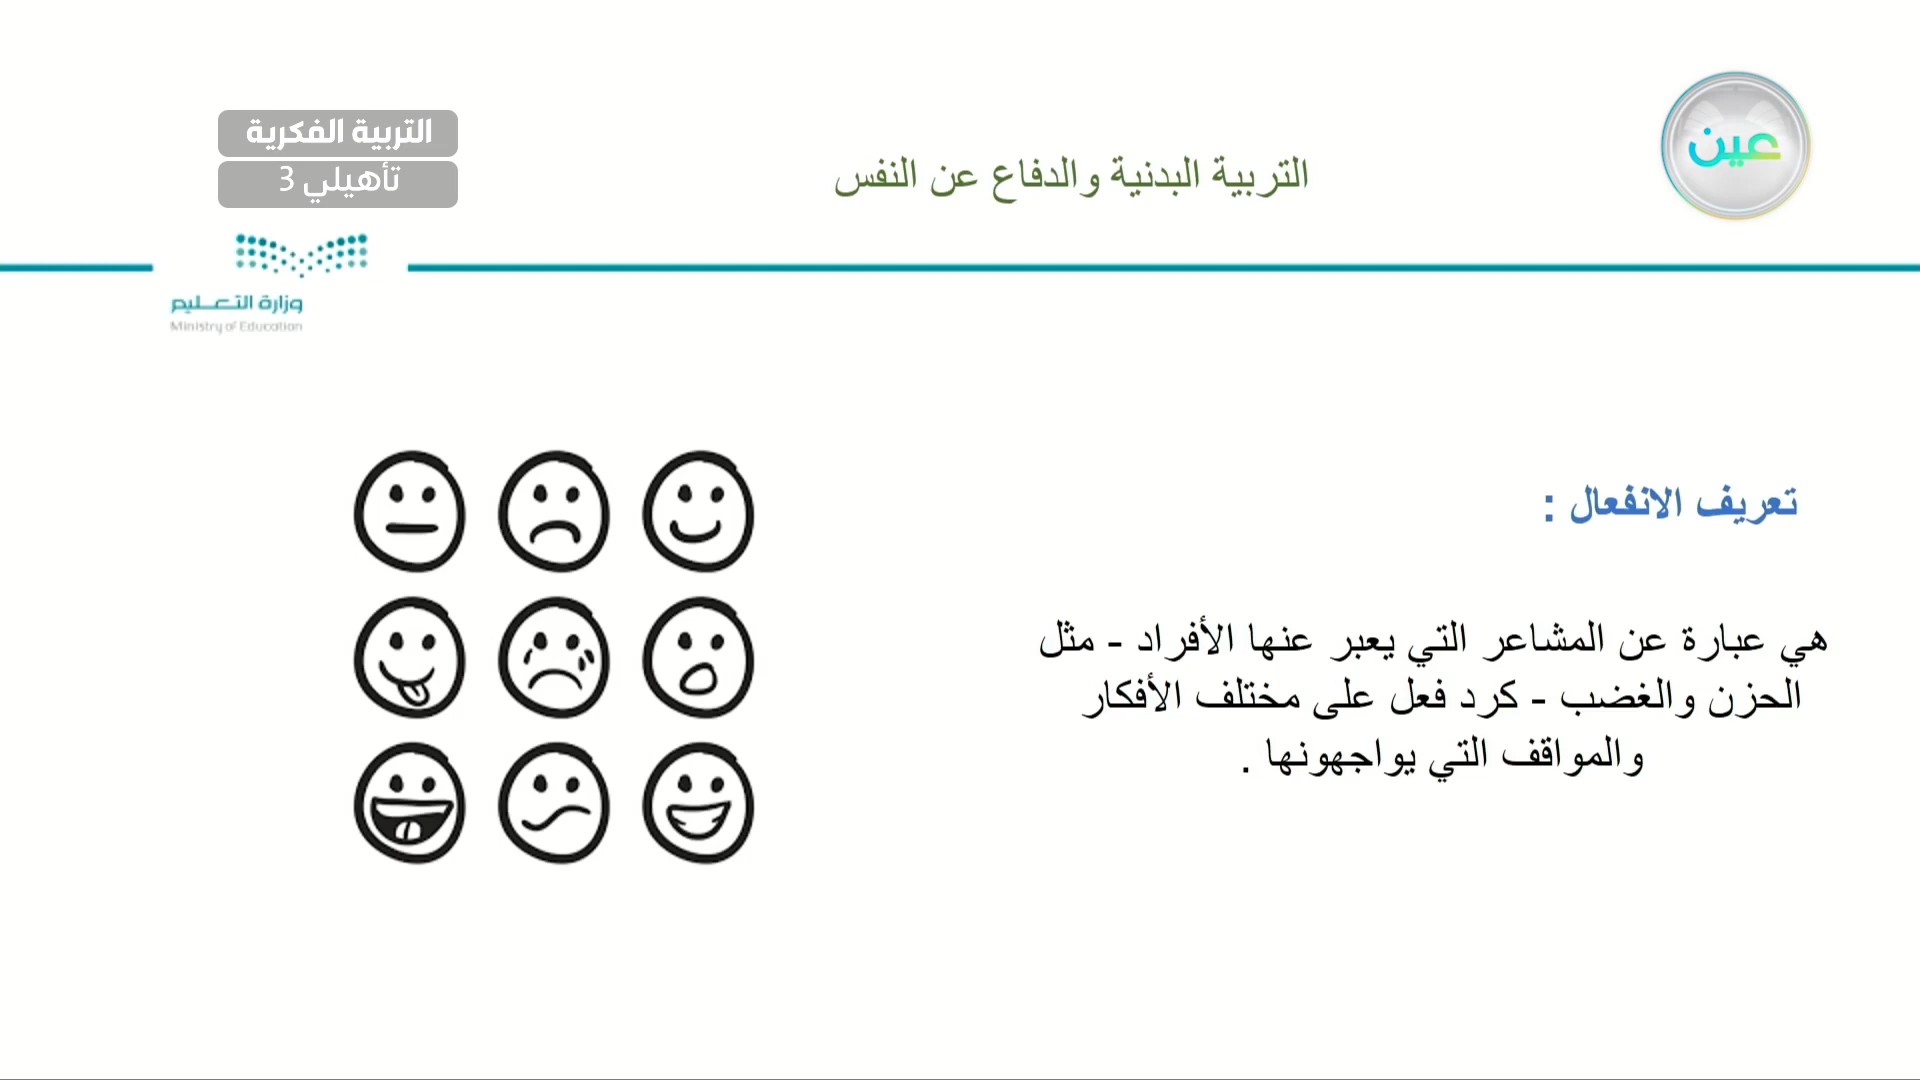 عين
التربية الفكرية
تأهيلي 3
التربية البدنية والدفاع عن النفس
وزارة التعليم
Ministry of Education
تعريف الانفعال :
هي عبارة عن المشاعر التي يعبر عنها الأفراد - مثل
الحزن والغضب - كرد فعل على مختلف الأفكار
والمواقف التي يواجهونها .